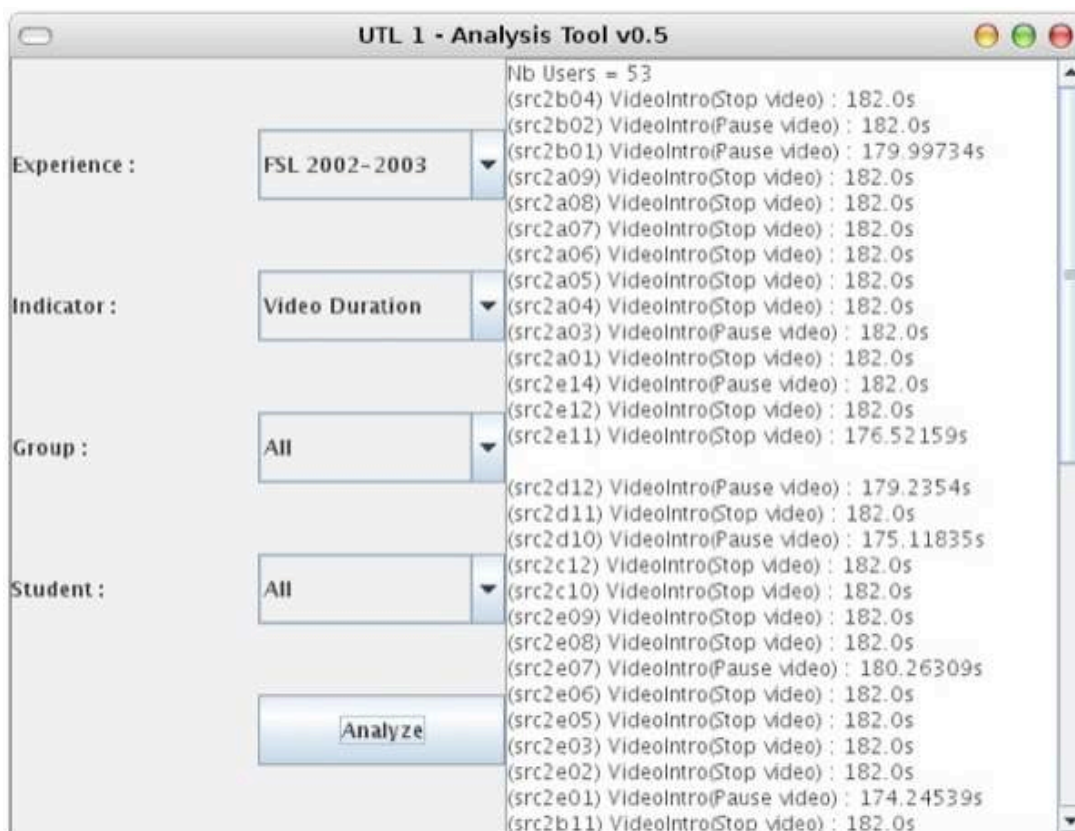 UTL 1 - Analysis Tool v0.5
Experience :
FSL 2002-2003
Indicator :
Video Duration
Group :
All
Student :
All
Analyze
Nb Users = 53
(src2b04) VideoIntro(Stop video) : 182.0s
(src2b02) VideoIntro(Pause video) : 182.0s
(src2b01) VideoIntro(Pause video) : 179.99734s
(src2a09) VideoIntro(Stop video) : 182.0s
(src2a08) VideoIntro(Stop video) : 182.0s
(src2a07) VideoIntro(Stop video) : 182.0s
(src2a06) VideoIntro(Stop video) : 182.0s
(src2a05) VideoIntro(Stop video) : 182.0s
(src2a04) VideoIntro(Stop video) : 182.0s
(src2a03) VideoIntro(Pause video) : 182.0s
(src2a01) VideoIntro(Stop video) : 182.0s
(src2e14) VideoIntro(Pause video) : 182.0s
(src2e12) VideoIntro(Stop video) : 182.0s
(src2e11) VideoIntro(Stop video) : 176.52159s
(src2d12) VideoIntro(Pause video) : 179.2354s
(src2d11) VideoIntro(Stop video) : 182.0s
(src2d10) VideoIntro(Pause video) : 175.11835s
(src2c12) VideoIntro(Stop video) : 182.0s
(src2c10) VideoIntro(Stop video) : 182.0s
(src2e09) VideoIntro(Stop video) : 182.0s
(src2e08) VideoIntro(Stop video) : 182.0s
(src2e07) VideoIntro(Pause video) : 180.26309s
(src2e06) VideoIntro(Stop video) : 182.0s
(src2e05) VideoIntro(Stop video) : 182.0s
(src2e03) VideoIntro(Stop video) : 182.0s
(src2e02) VideoIntro(Stop video) : 182.0s
(src2e01) VideoIntro(Pause video) : 174.24539s
(src2b11) VideoIntro(Stop video) : 182.0s